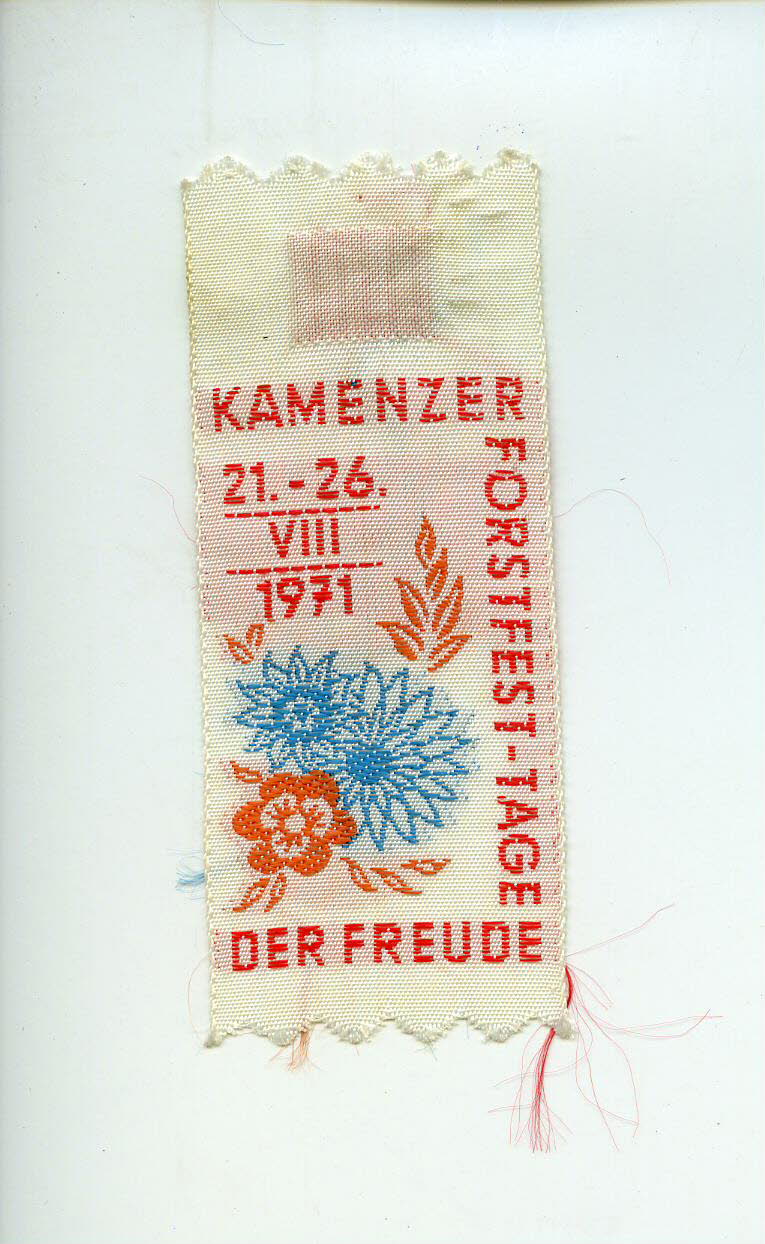 KAMENZER
21. - 26.
VIII
1971
FORSTFEST-TAGE
DER FREUDE